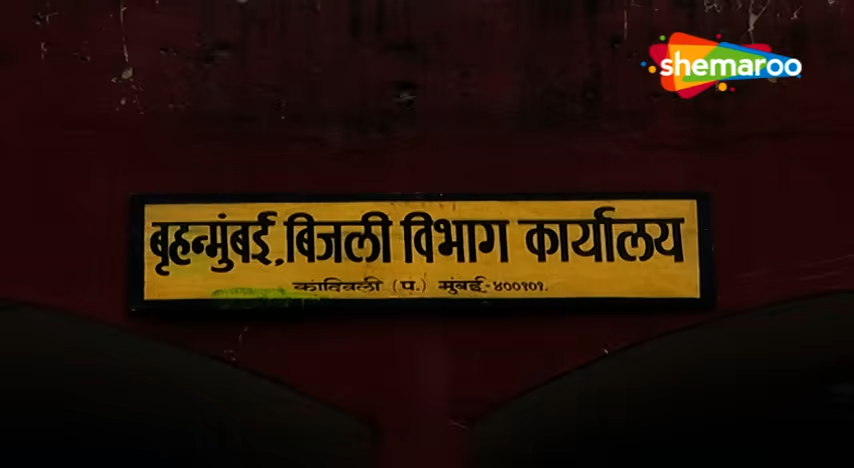 shemaroo
बृहन्मुंबई, बिजली विभाग कार्यालय
कांदिवली (प.) मुंबई-४००१०१.